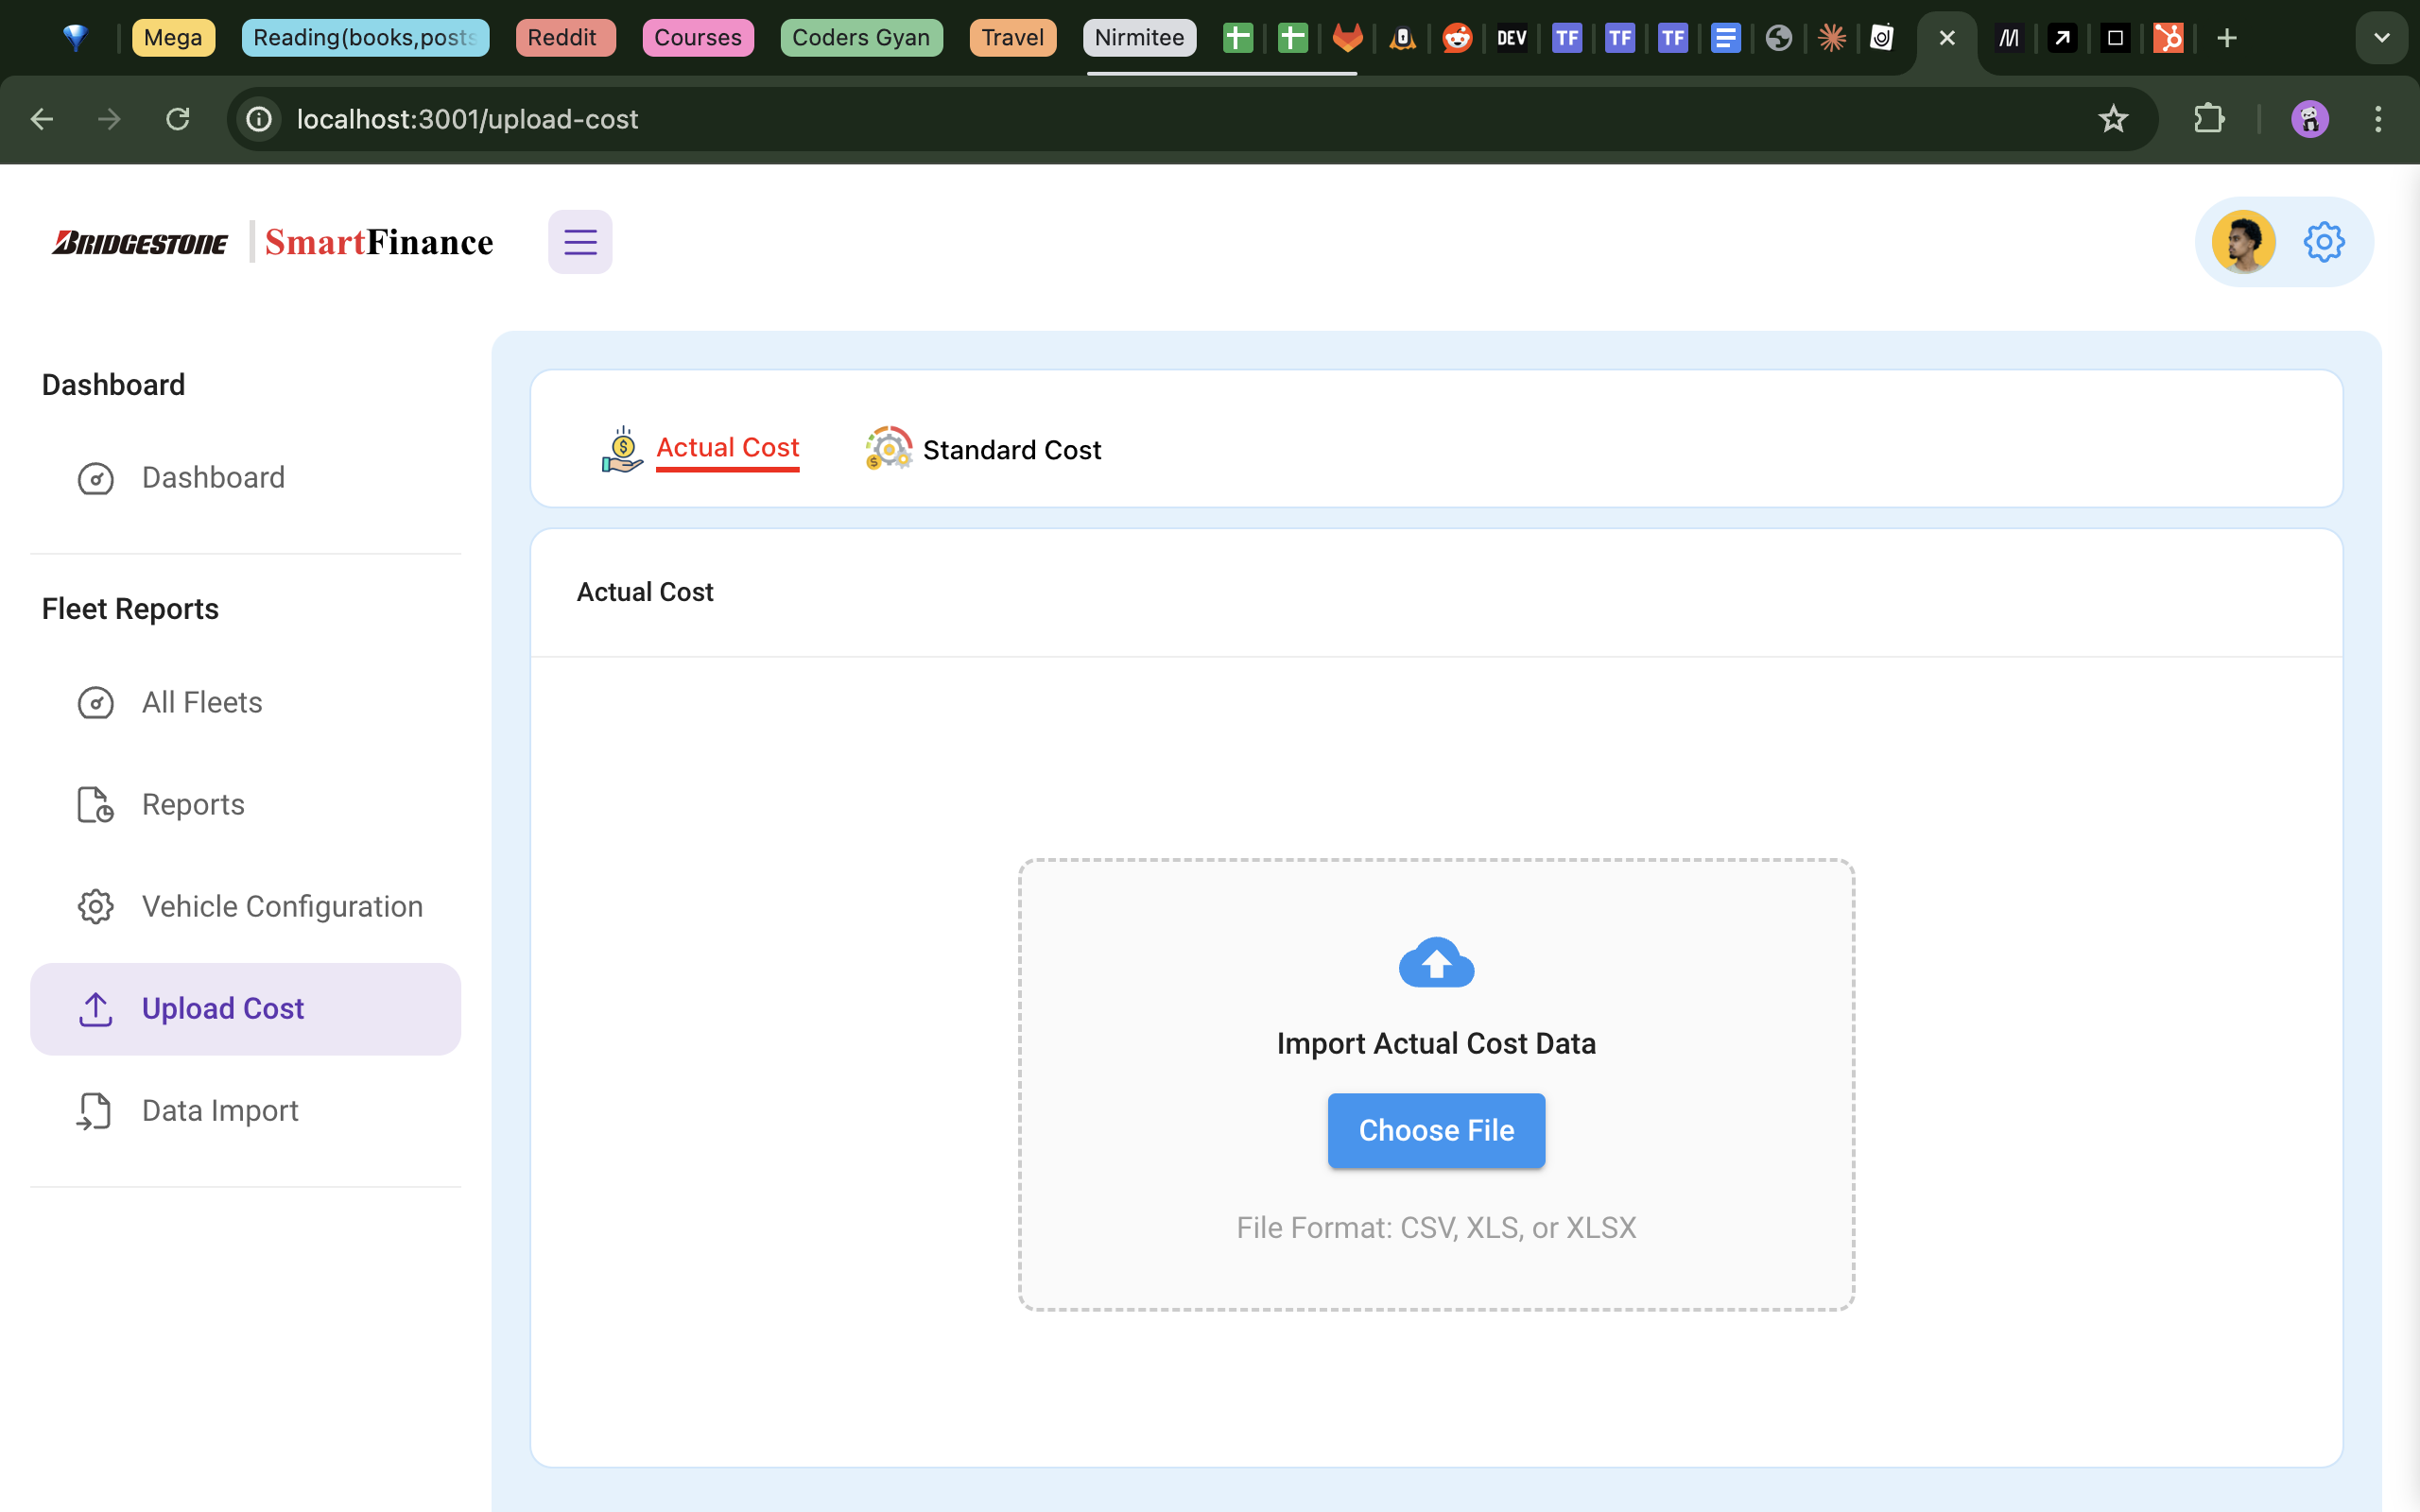 Mega
Reading(books,posts
Reddit
Courses
Coders Gyan
Travel
Nirmitee
DEV
TF
TF
TF
localhost:3001/upload-cost
BRIDGESTONE
SmartFinance
Dashboard
Dashboard
Fleet Reports
All Fleets
Reports
Vehicle Configuration
Upload Cost
Data Import
Actual Cost
Standard Cost
Actual Cost
Import Actual Cost Data
Choose File
File Format: CSV, XLS, or XLSX